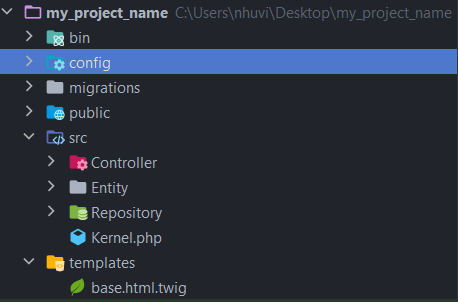 my_project_name C:\Users\nhuvi\Desktop\my_project_name
bin
config
migrations
public
src
Controller
Entity
Repository
Kernel.php
templates
base.html.twig